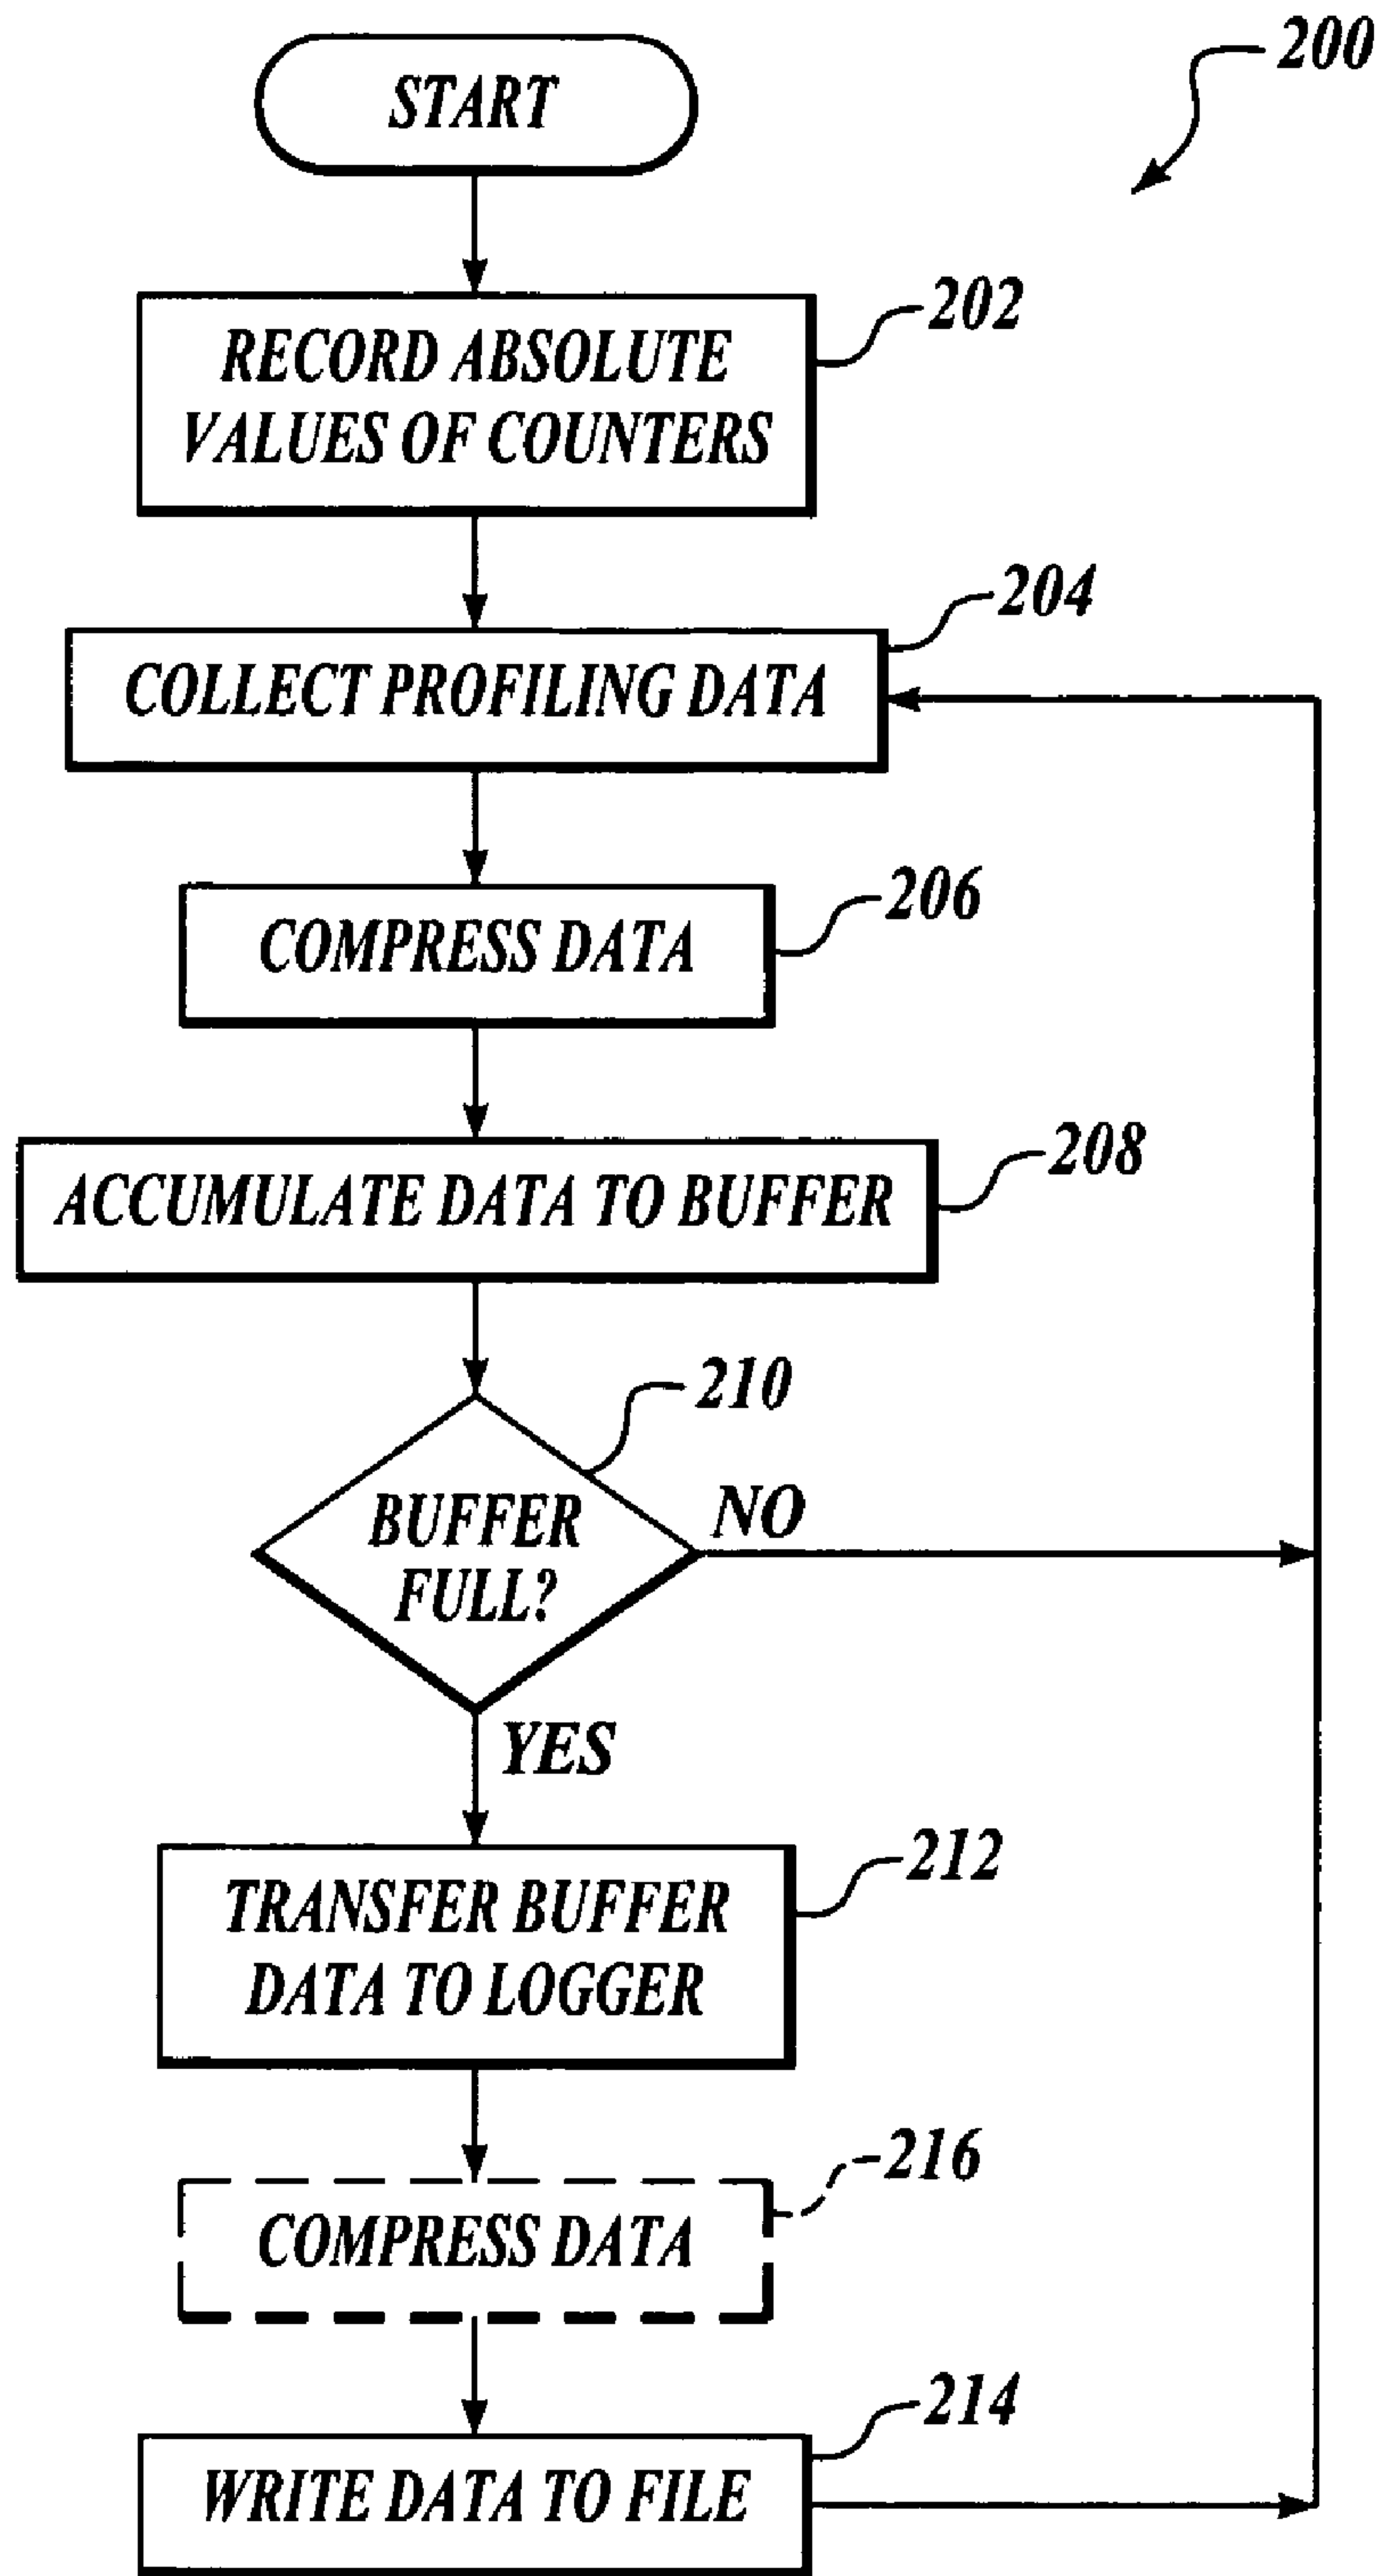 200
START
202
RECORD ABSOLUTE
VALUES OF COUNTERS
204
COLLECT PROFILING DATA
206
COMPRESS DATA
208
ACCUMULATE DATA TO BUFFER
210
BUFFER
FULL?
NO
YES
212
TRANSFER BUFFER
DATA TO LOGGER
216
COMPRESS DATA
214
WRITE DATA TO FILE